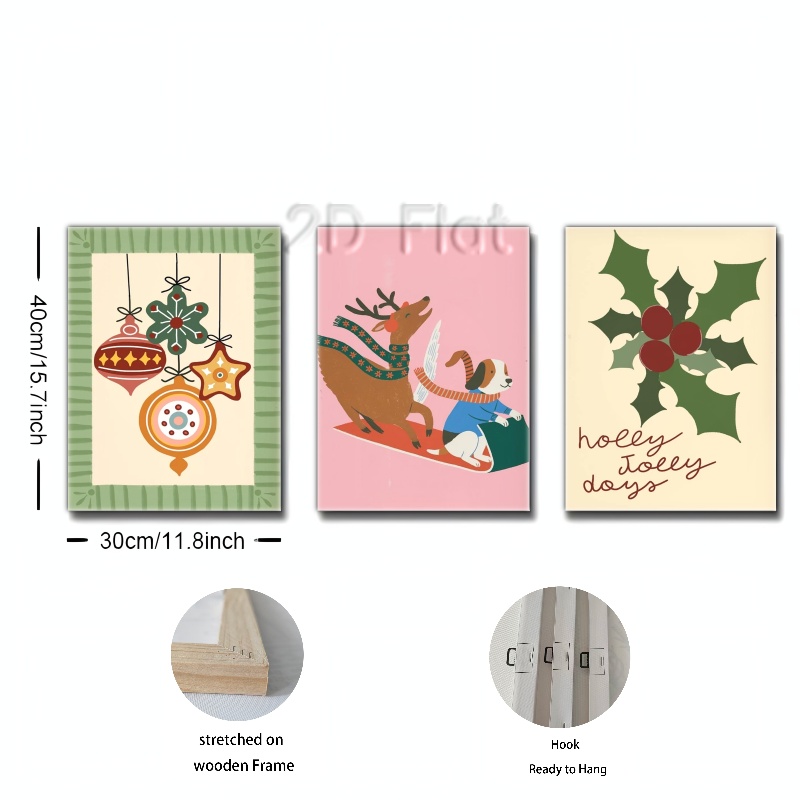 2D Flat
40cm/15.7inch
30cm/11.8inch
holly
Jolly
days
stretched on
wooden Frame
Hook
Ready to Hang